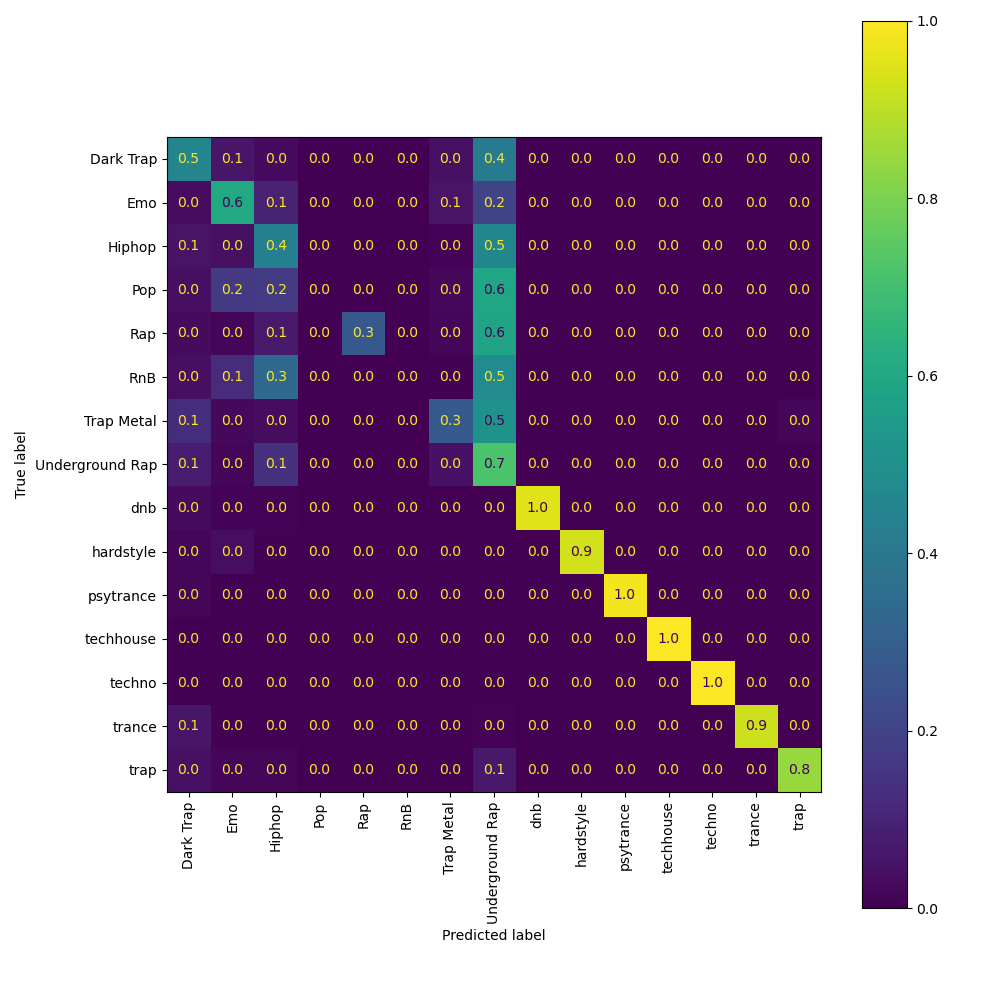 1.0
Dark Trap 0.5 0.1 0.0 0.0 0.0 0.0 0.0 0.4 0.0 0.0 0.0 0.0 0.0 0.0 0.0
Emo 0.0 0.6 0.1 0.0 0.0 0.0 0.1 0.2 0.0 0.0 0.0 0.0 0.0 0.0 0.0
0.8
Hiphop 0.1 0.0 0.4 0.0 0.0 0.0 0.0 0.5 0.0 0.0 0.0 0.0 0.0 0.0 0.0
Pop 0.0 0.2 0.2 0.0 0.0 0.0 0.0 0.6 0.0 0.0 0.0 0.0 0.0 0.0 0.0
Rap 0.0 0.0 0.1 0.0 0.3 0.0 0.0 0.6 0.0 0.0 0.0 0.0 0.0 0.0 0.0
RnB 0.0 0.1 0.3 0.0 0.0 0.0 0.0 0.5 0.0 0.0 0.0 0.0 0.0 0.0 0.0
0.6
Trap Metal 0.1 0.0 0.0 0.0 0.0 0.0 0.3 0.5 0.0 0.0 0.0 0.0 0.0 0.0 0.0
True label
Underground Rap 0.1 0.0 0.1 0.0 0.0 0.0 0.0 0.7 0.0 0.0 0.0 0.0 0.0 0.0 0.0
dnb 0.0 0.0 0.0 0.0 0.0 0.0 0.0 0.0 1.0 0.0 0.0 0.0 0.0 0.0 0.0
hardstyle 0.0 0.0 0.0 0.0 0.0 0.0 0.0 0.0 0.0 0.9 0.0 0.0 0.0 0.0 0.0
0.4
psytrance 0.0 0.0 0.0 0.0 0.0 0.0 0.0 0.0 0.0 0.0 1.0 0.0 0.0 0.0 0.0
techhouse 0.0 0.0 0.0 0.0 0.0 0.0 0.0 0.0 0.0 0.0 0.0 1.0 0.0 0.0 0.0
techno 0.0 0.0 0.0 0.0 0.0 0.0 0.0 0.0 0.0 0.0 0.0 0.0 1.0 0.0 0.0
trance 0.1 0.0 0.0 0.0 0.0 0.0 0.0 0.0 0.0 0.0 0.0 0.0 0.0 0.9 0.0
0.2
trap 0.0 0.0 0.0 0.0 0.0 0.0 0.0 0.1 0.0 0.0 0.0 0.0 0.0 0.0 0.8
Dark Trap
Emo
Hiphop
Pop
Rap
RnB
Trap Metal
Underground Rap
dnb
hardstyle
psytrance
techhouse
techno
trance
trap
0.0
Predicted label